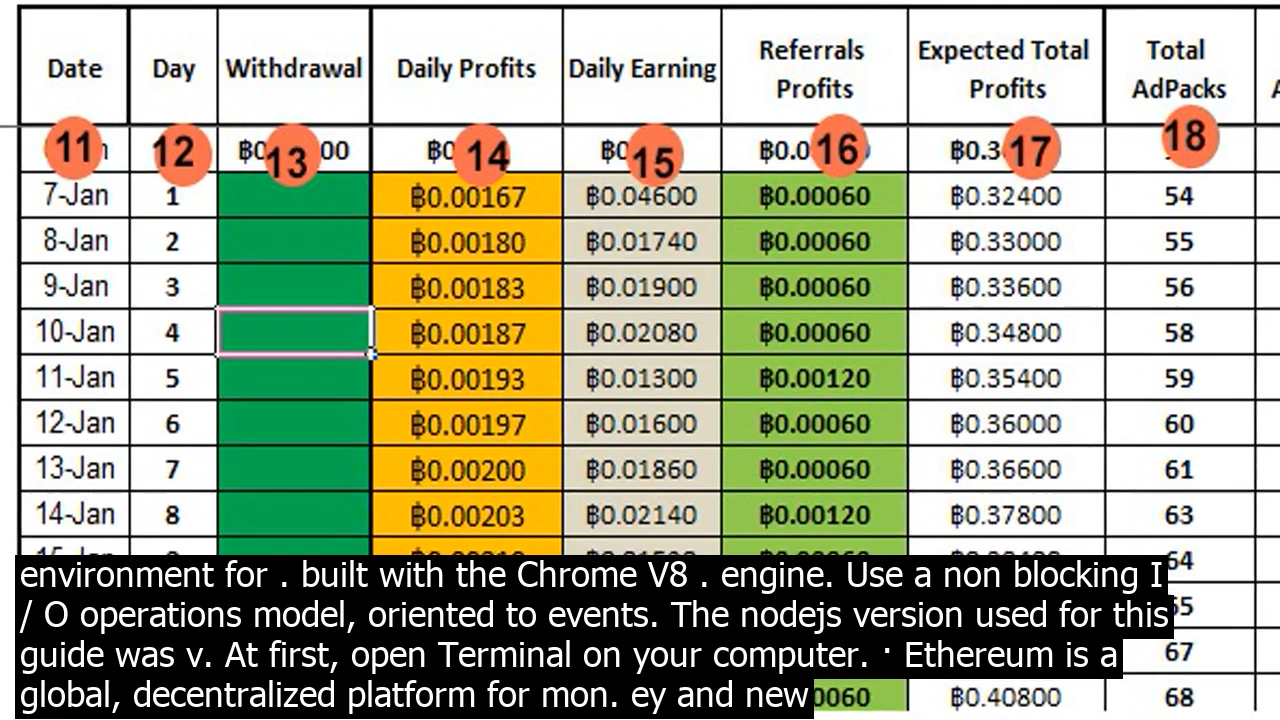 Date Day Withdrawal Daily Profits Daily Earning Referrals Profits Expected Total Profits Total AdPacks
11 12 13 14 15 16 17 18
7-Jan 1 ฿0.00167 ฿0.04600 ฿0.00060 ฿0.32400 54
8-Jan 2 ฿0.00180 ฿0.01740 ฿0.00060 ฿0.33000 55
9-Jan 3 ฿0.00183 ฿0.01900 ฿0.00060 ฿0.33600 56
10-Jan 4 ฿0.00187 ฿0.02080 ฿0.00060 ฿0.34800 58
11-Jan 5 ฿0.00193 ฿0.01300 ฿0.00120 ฿0.35400 59
12-Jan 6 ฿0.00197 ฿0.01600 ฿0.00060 ฿0.36000 60
13-Jan 7 ฿0.00200 ฿0.01860 ฿0.00060 ฿0.36600 61
14-Jan 8 ฿0.00203 ฿0.02140 ฿0.00120 ฿0.37800 63
64
67
฿0.40800 68
environment for . built with the Chrome V8 . engine. Use a non blocking I
/ O operations model, oriented to events. The nodejs version used for this
guide was v. At first, open Terminal on your computer. · Ethereum is a
global, decentralized platform for mon. ey and new